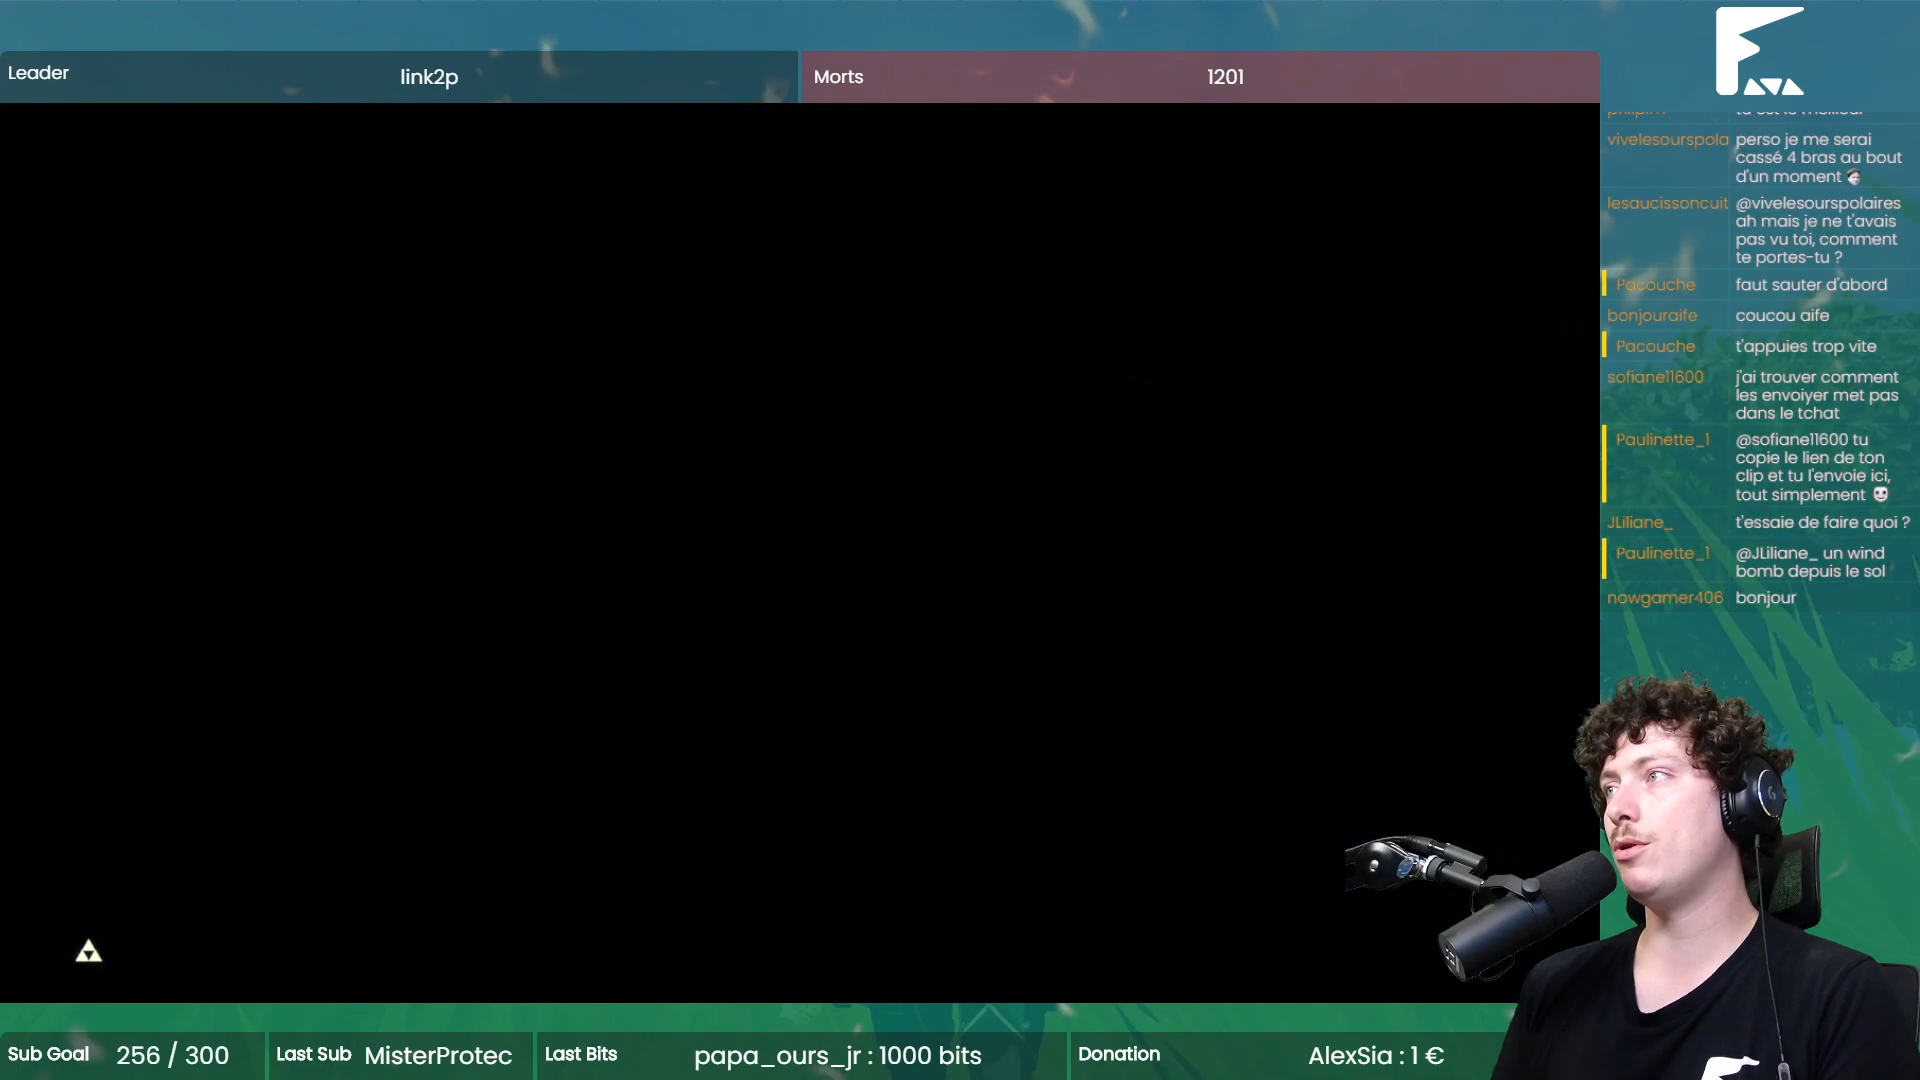 Leader
link2p
Morts
1201
vivelesourspola perso je me serai
cassé 4 bras au bout
d'un moment
lesaucissoncuit @vivelesourspolaires
ah mais je ne t'avais
pas vu toi, comment
te portes-tu ?
Pacouche faut sauter d'abord
bonjouraife coucou aife
Pacouche t'appuies trop vite
sofiane11600 j'ai trouver comment
les envoiyer met pas
dans le tchat
Paulinette_1 @sofiane11600 tu
copie le lien de ton
clip et tu l'envoie ici,
tout simplement
JLiliane_ t'essaie de faire quoi ?
Paulinette_1 @JLiliane_ un wind
bomb depuis le sol
nowgamer406 bonjour
Sub Goal 256 / 300
Last Sub MisterProtec
Last Bits papa_ours_jr : 1000 bits
Donation AlexSia : 1 €